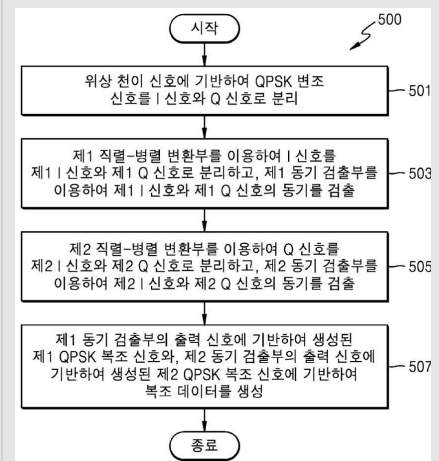 시작
500
위상 천이 신호에 기반하여 QPSK 변조
신호를 I 신호와 Q 신호로 분리
501
제1 직렬-병렬 변환부를 이용하여 I 신호를
제1 I 신호와 제1 Q 신호로 분리하고, 제1 동기 검출부를
이용하여 제1 I 신호와 제1 Q 신호의 동기를 검출
503
제2 직렬-병렬 변환부를 이용하여 Q 신호를
제2 I 신호와 제2 Q 신호로 분리하고, 제2 동기 검출부를
이용하여 제2 I 신호와 제2 Q 신호의 동기를 검출
505
제1 동기 검출부의 출력 신호에 기반하여 생성된
제1 QPSK 복조 신호와, 제2 동기 검출부의 출력 신호에
기반하여 생성된 제2 QPSK 복조 신호에 기반하여
복조 데이터를 생성
507
종료